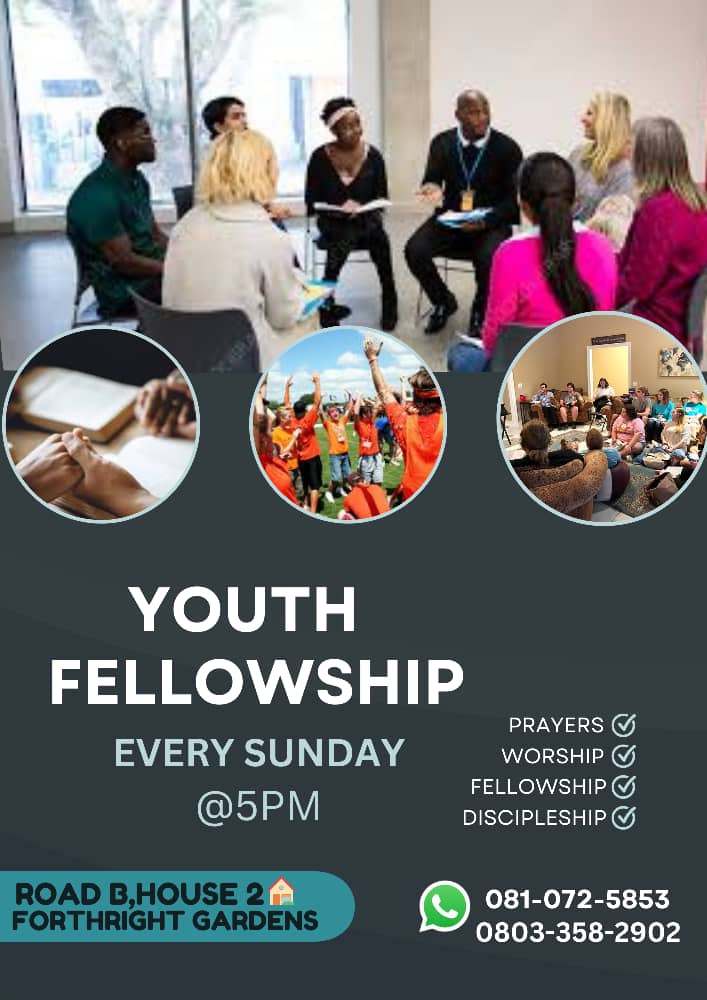 YOUTH
FELLOWSHIP
EVERY SUNDAY
@5PM
PRAYERS
WORSHIP
FELLOWSHIP
DISCIPLESHIP
ROAD B,HOUSE 2
FORTHRIGHT GARDENS
081-072-5853
0803-358-2902